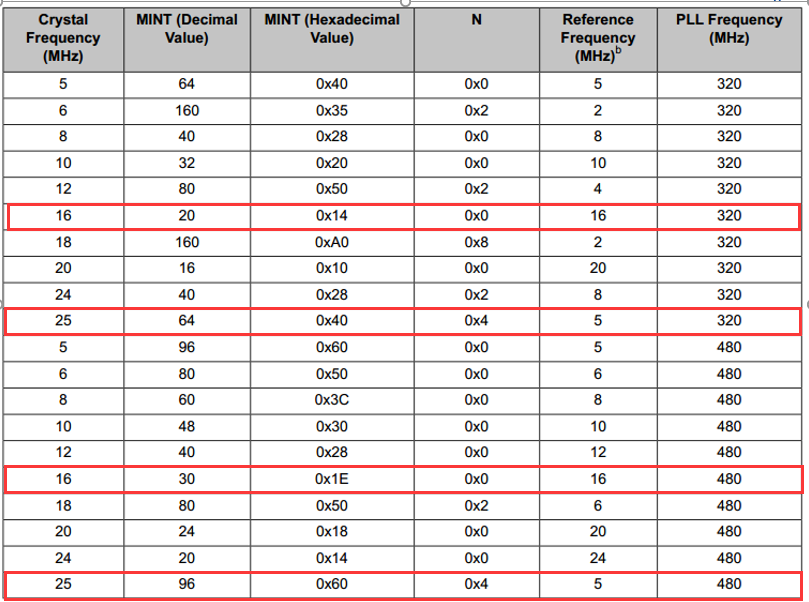 Crystal Frequency (MHz) MINT (Decimal Value) MINT (Hexadecimal Value) N Reference Frequency (MHz)b PLL Frequency (MHz)
5 64 0x40 0x0 5 320
6 160 0x35 0x2 2 320
8 40 0x28 0x0 8 320
10 32 0x20 0x0 10 320
12 80 0x50 0x2 4 320
16 20 0x14 0x0 16 320
18 160 0xA0 0x8 2 320
20 16 0x10 0x0 20 320
24 40 0x28 0x2 8 320
25 64 0x40 0x4 5 320
5 96 0x60 0x0 5 480
6 80 0x50 0x0 6 480
8 60 0x3C 0x0 8 480
10 48 0x30 0x0 10 480
12 40 0x28 0x0 12 480
16 30 0x1E 0x0 16 480
18 80 0x50 0x2 6 480
20 24 0x18 0x0 20 480
24 20 0x14 0x0 24 480
25 96 0x60 0x4 5 480